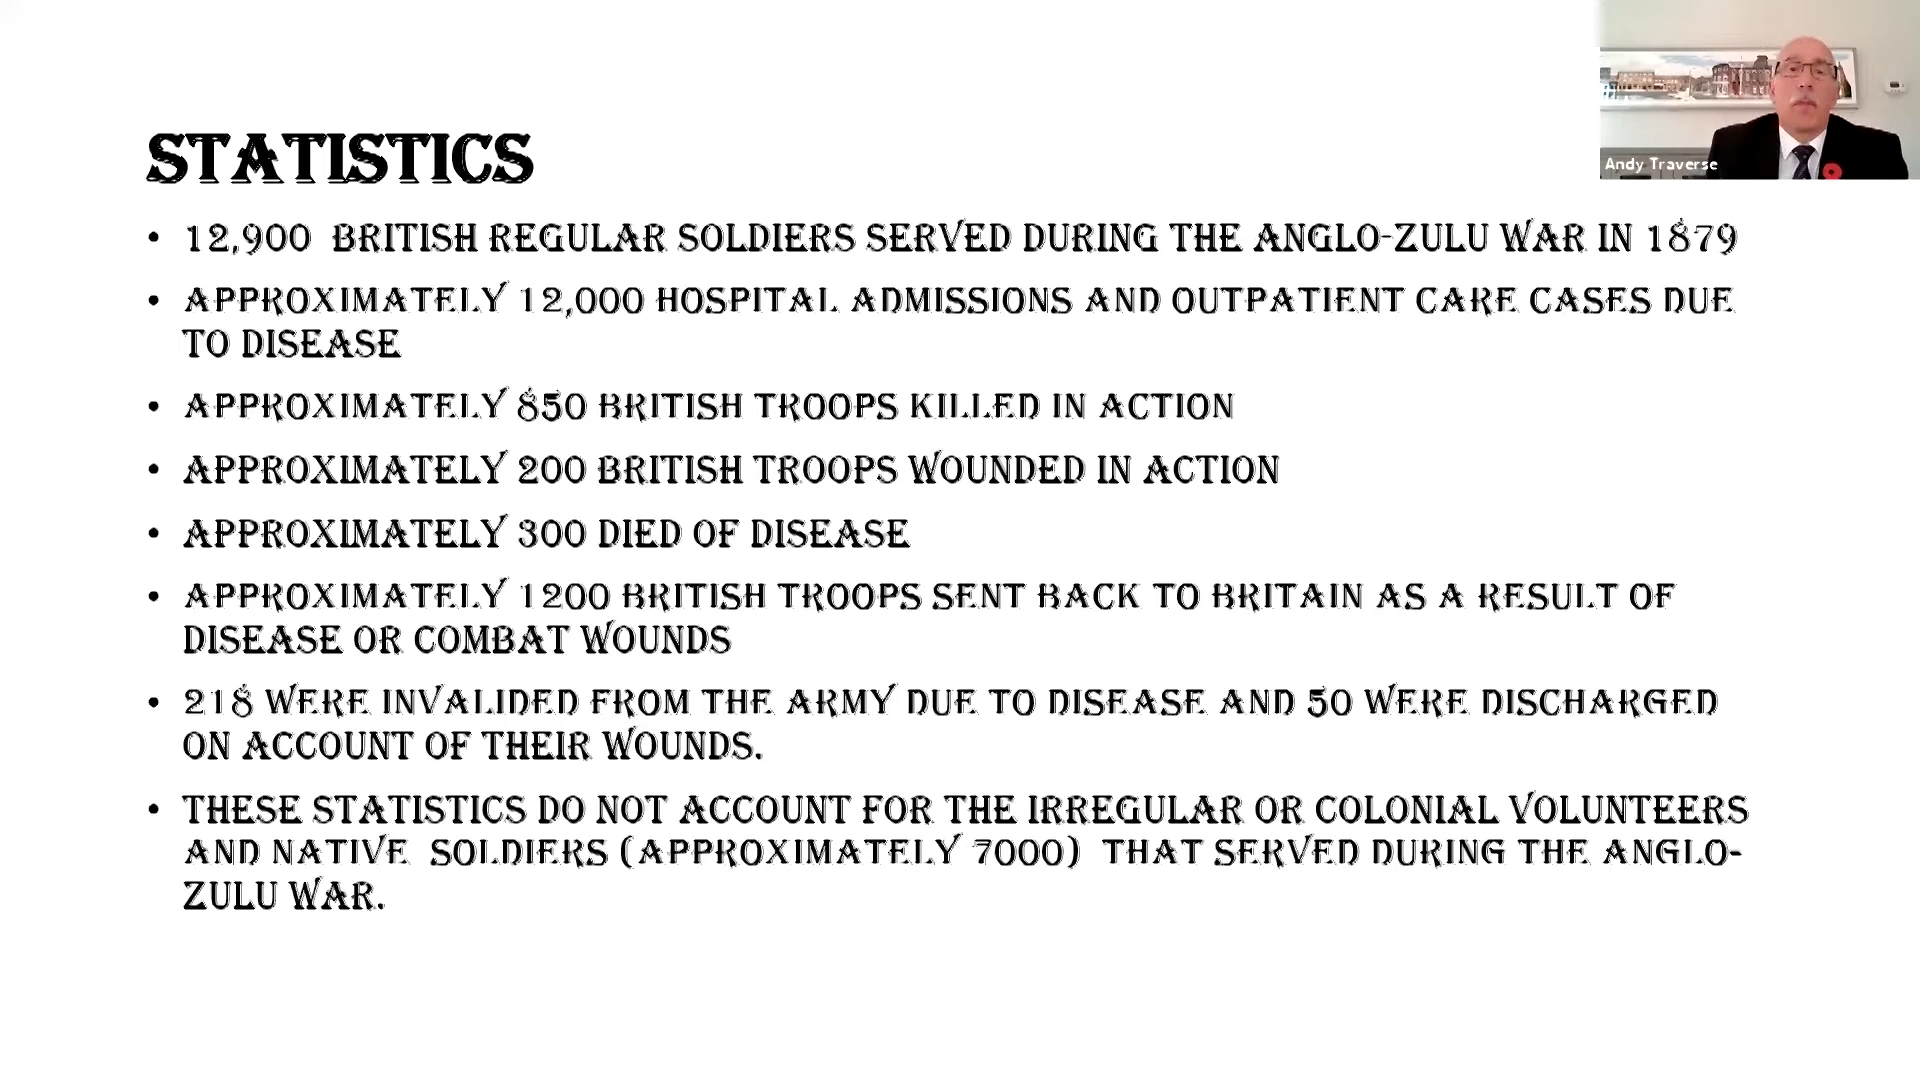 STATISTICS
• 12,900 BRITISH REGULAR SOLDIERS SERVED DURING THE ANGLO-ZULU WAR IN 1879
• APPROXIMATELY 12,000 HOSPITAL ADMISSIONS AND OUTPATIENT CARE CASES DUE
TO DISEASE
• APPROXIMATELY 850 BRITISH TROOPS KILLED IN ACTION
• APPROXIMATELY 200 BRITISH TROOPS WOUNDED IN ACTION
• APPROXIMATELY 300 DIED OF DISEASE
• APPROXIMATELY 1200 BRITISH TROOPS SENT BACK TO BRITAIN AS A RESULT OF
DISEASE OR COMBAT WOUNDS
• 218 WERE INVALIDED FROM THE ARMY DUE TO DISEASE AND 50 WERE DISCHARGED
ON ACCOUNT OF THEIR WOUNDS.
• THESE STATISTICS DO NOT ACCOUNT FOR THE IRREGULAR OR COLONIAL VOLUNTEERS
AND NATIVE SOLDIERS (APPROXIMATELY 7000) THAT SERVED DURING THE ANGLO-
ZULU WAR.
Andy Traverse